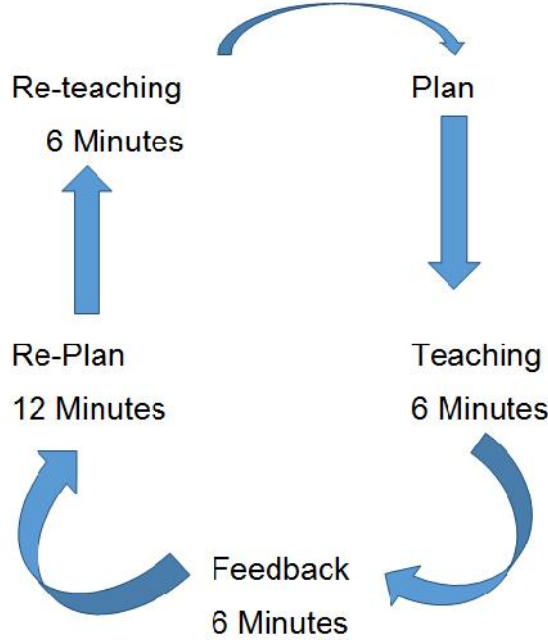 Re-teaching
6 Minutes
Plan
Re-Plan
12 Minutes
Teaching
6 Minutes
Feedback
6 Minutes